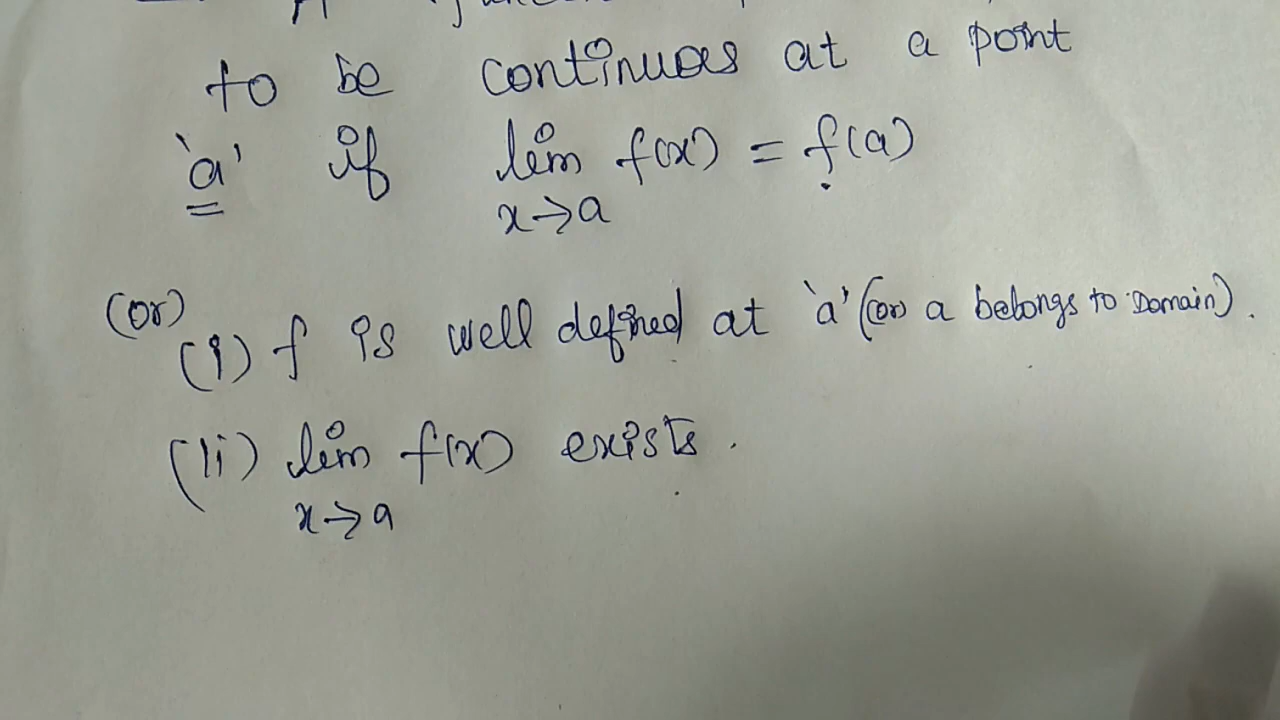 to be continuous at a point
'a' if lim f(x) = f(a)
x→a
(or)
(i) f is well defined at 'a' (or a belongs to Domain).
(ii) lim f(x) exists.
x→a